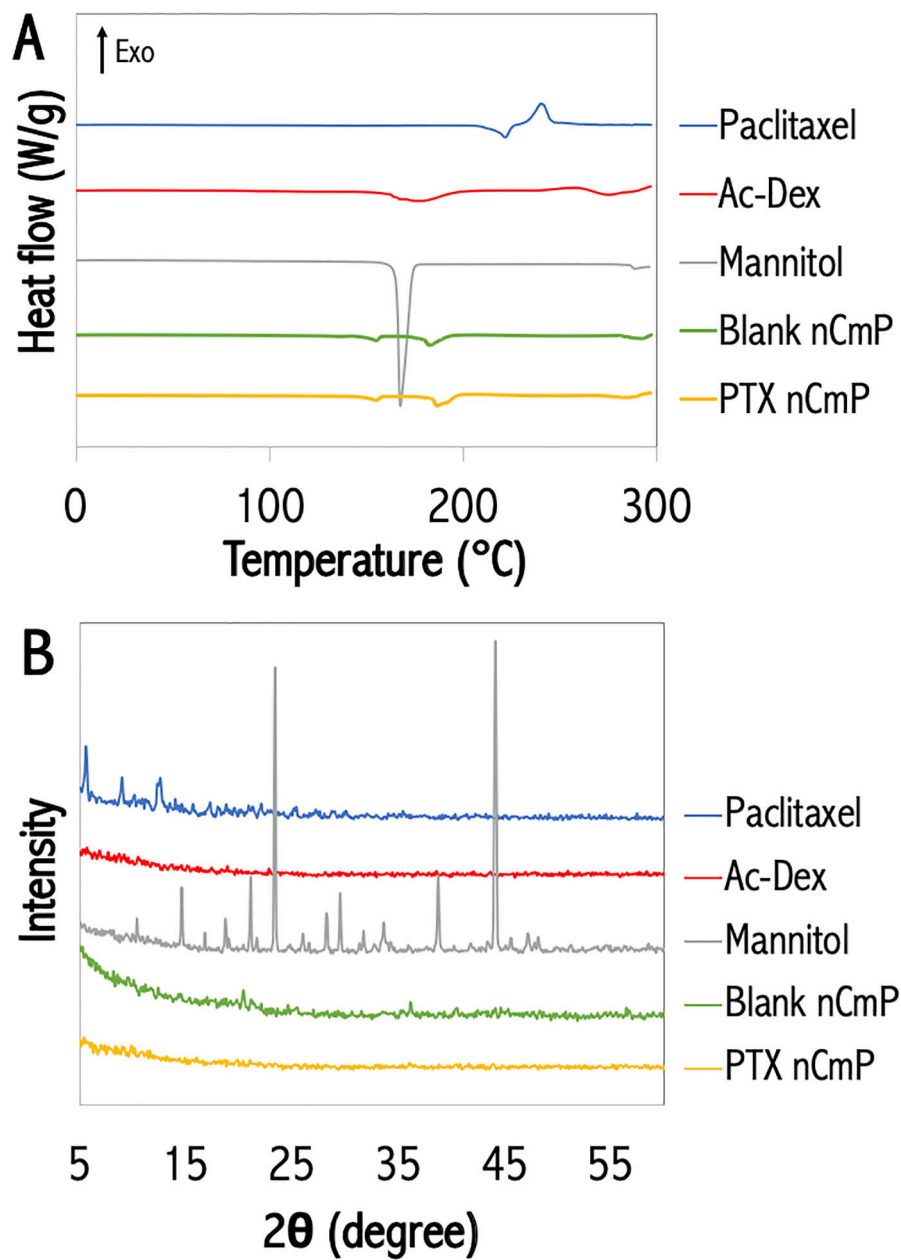 A
Exo
Heat flow (W/g)
Paclitaxel
Ac-Dex
Mannitol
Blank nCmP
PTX nCmP
0 100 200 300
Temperature (°C)
B
Intensity
Paclitaxel
Ac-Dex
Mannitol
Blank nCmP
PTX nCmP
5 15 25 35 45 55
2θ (degree)